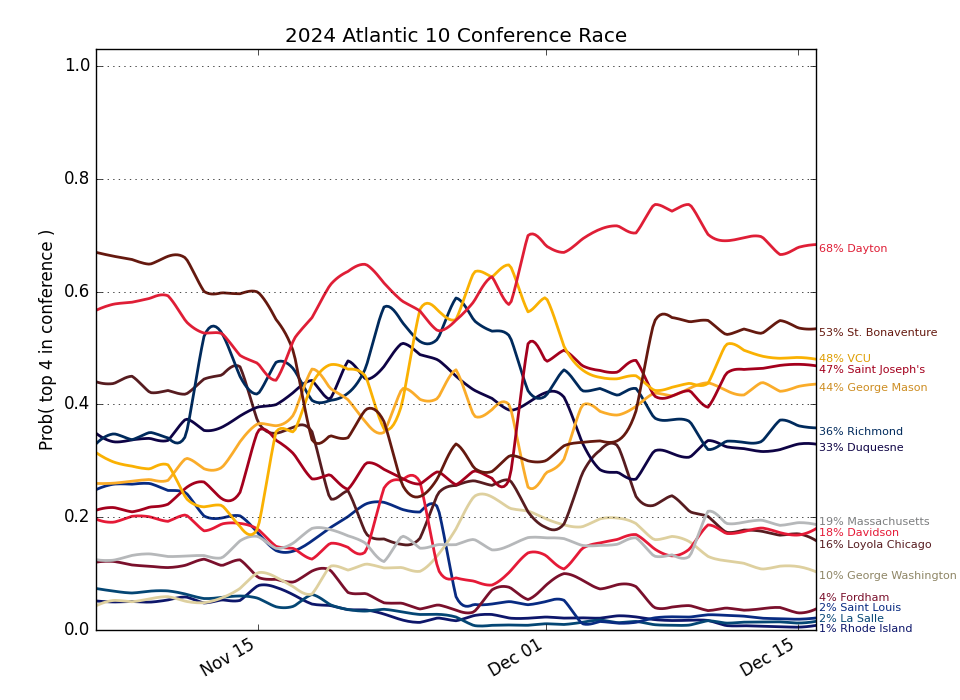 2024 Atlantic 10 Conference Race
Prob( top 4 in conference )
1.0
0.8
0.6
0.4
0.2
0.0
Nov 15
Dec 01
Dec 15
68% Dayton
53% St. Bonaventure
48% VCU
47% Saint Joseph's
44% George Mason
36% Richmond
33% Duquesne
19% Massachusetts
18% Davidson
16% Loyola Chicago
10% George Washington
4% Fordham
2% Saint Louis
2% La Salle
1% Rhode Island